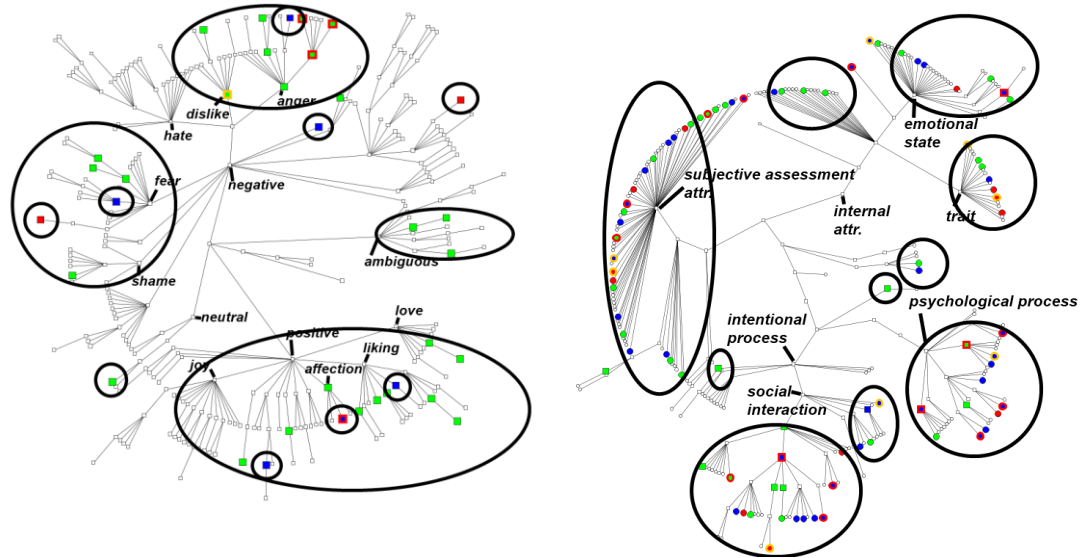 anger
dislike
hate
fear
negative
ambiguous
shame
neutral
positive
love
liking
joy
affection
emotional
state
subjective assessment
attr.
trait
internal
attr.
psychological process
intentional
process
social
interaction